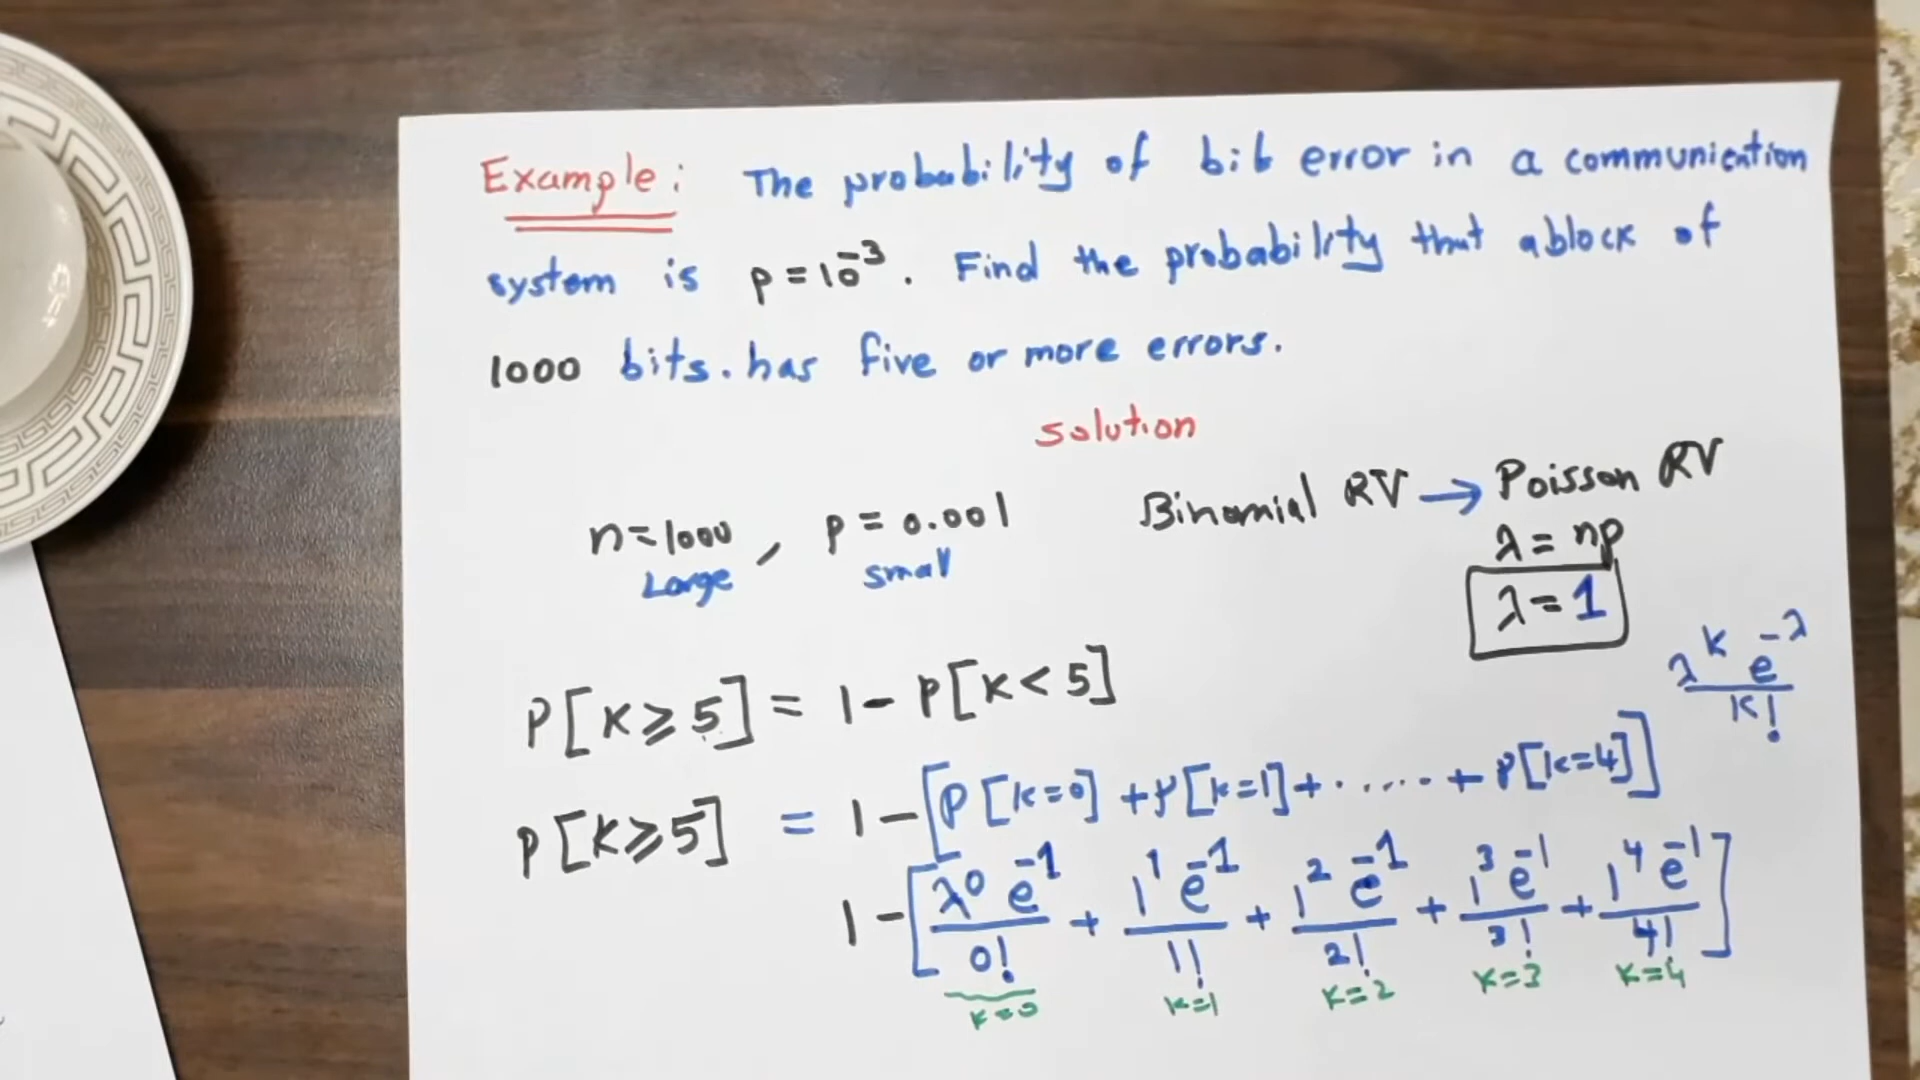 Example: The probability of bit error in a communiction
system is p = 10⁻³. Find the probability that a block of
1000 bits. has five or more errors.
solution
n=1000, p = 0.001 Binomial RV → Poisson RV
Large small λ = np
λ = 1
λ^K e^-λ / K!
P[K ≥ 5] = 1 - P[K < 5]
P[K ≥ 5] = 1 - [P[K=0] + P[K=1] + ..... + P[K=4]]
1 - [λ⁰ e⁻¹ / 0! + 1¹ e⁻¹ / 1! + 1² e⁻¹ / 2! + 1³ e⁻¹ / 3! + 1⁴ e⁻¹ / 4!]
K=0 K=1 K=2 K=3 K=4